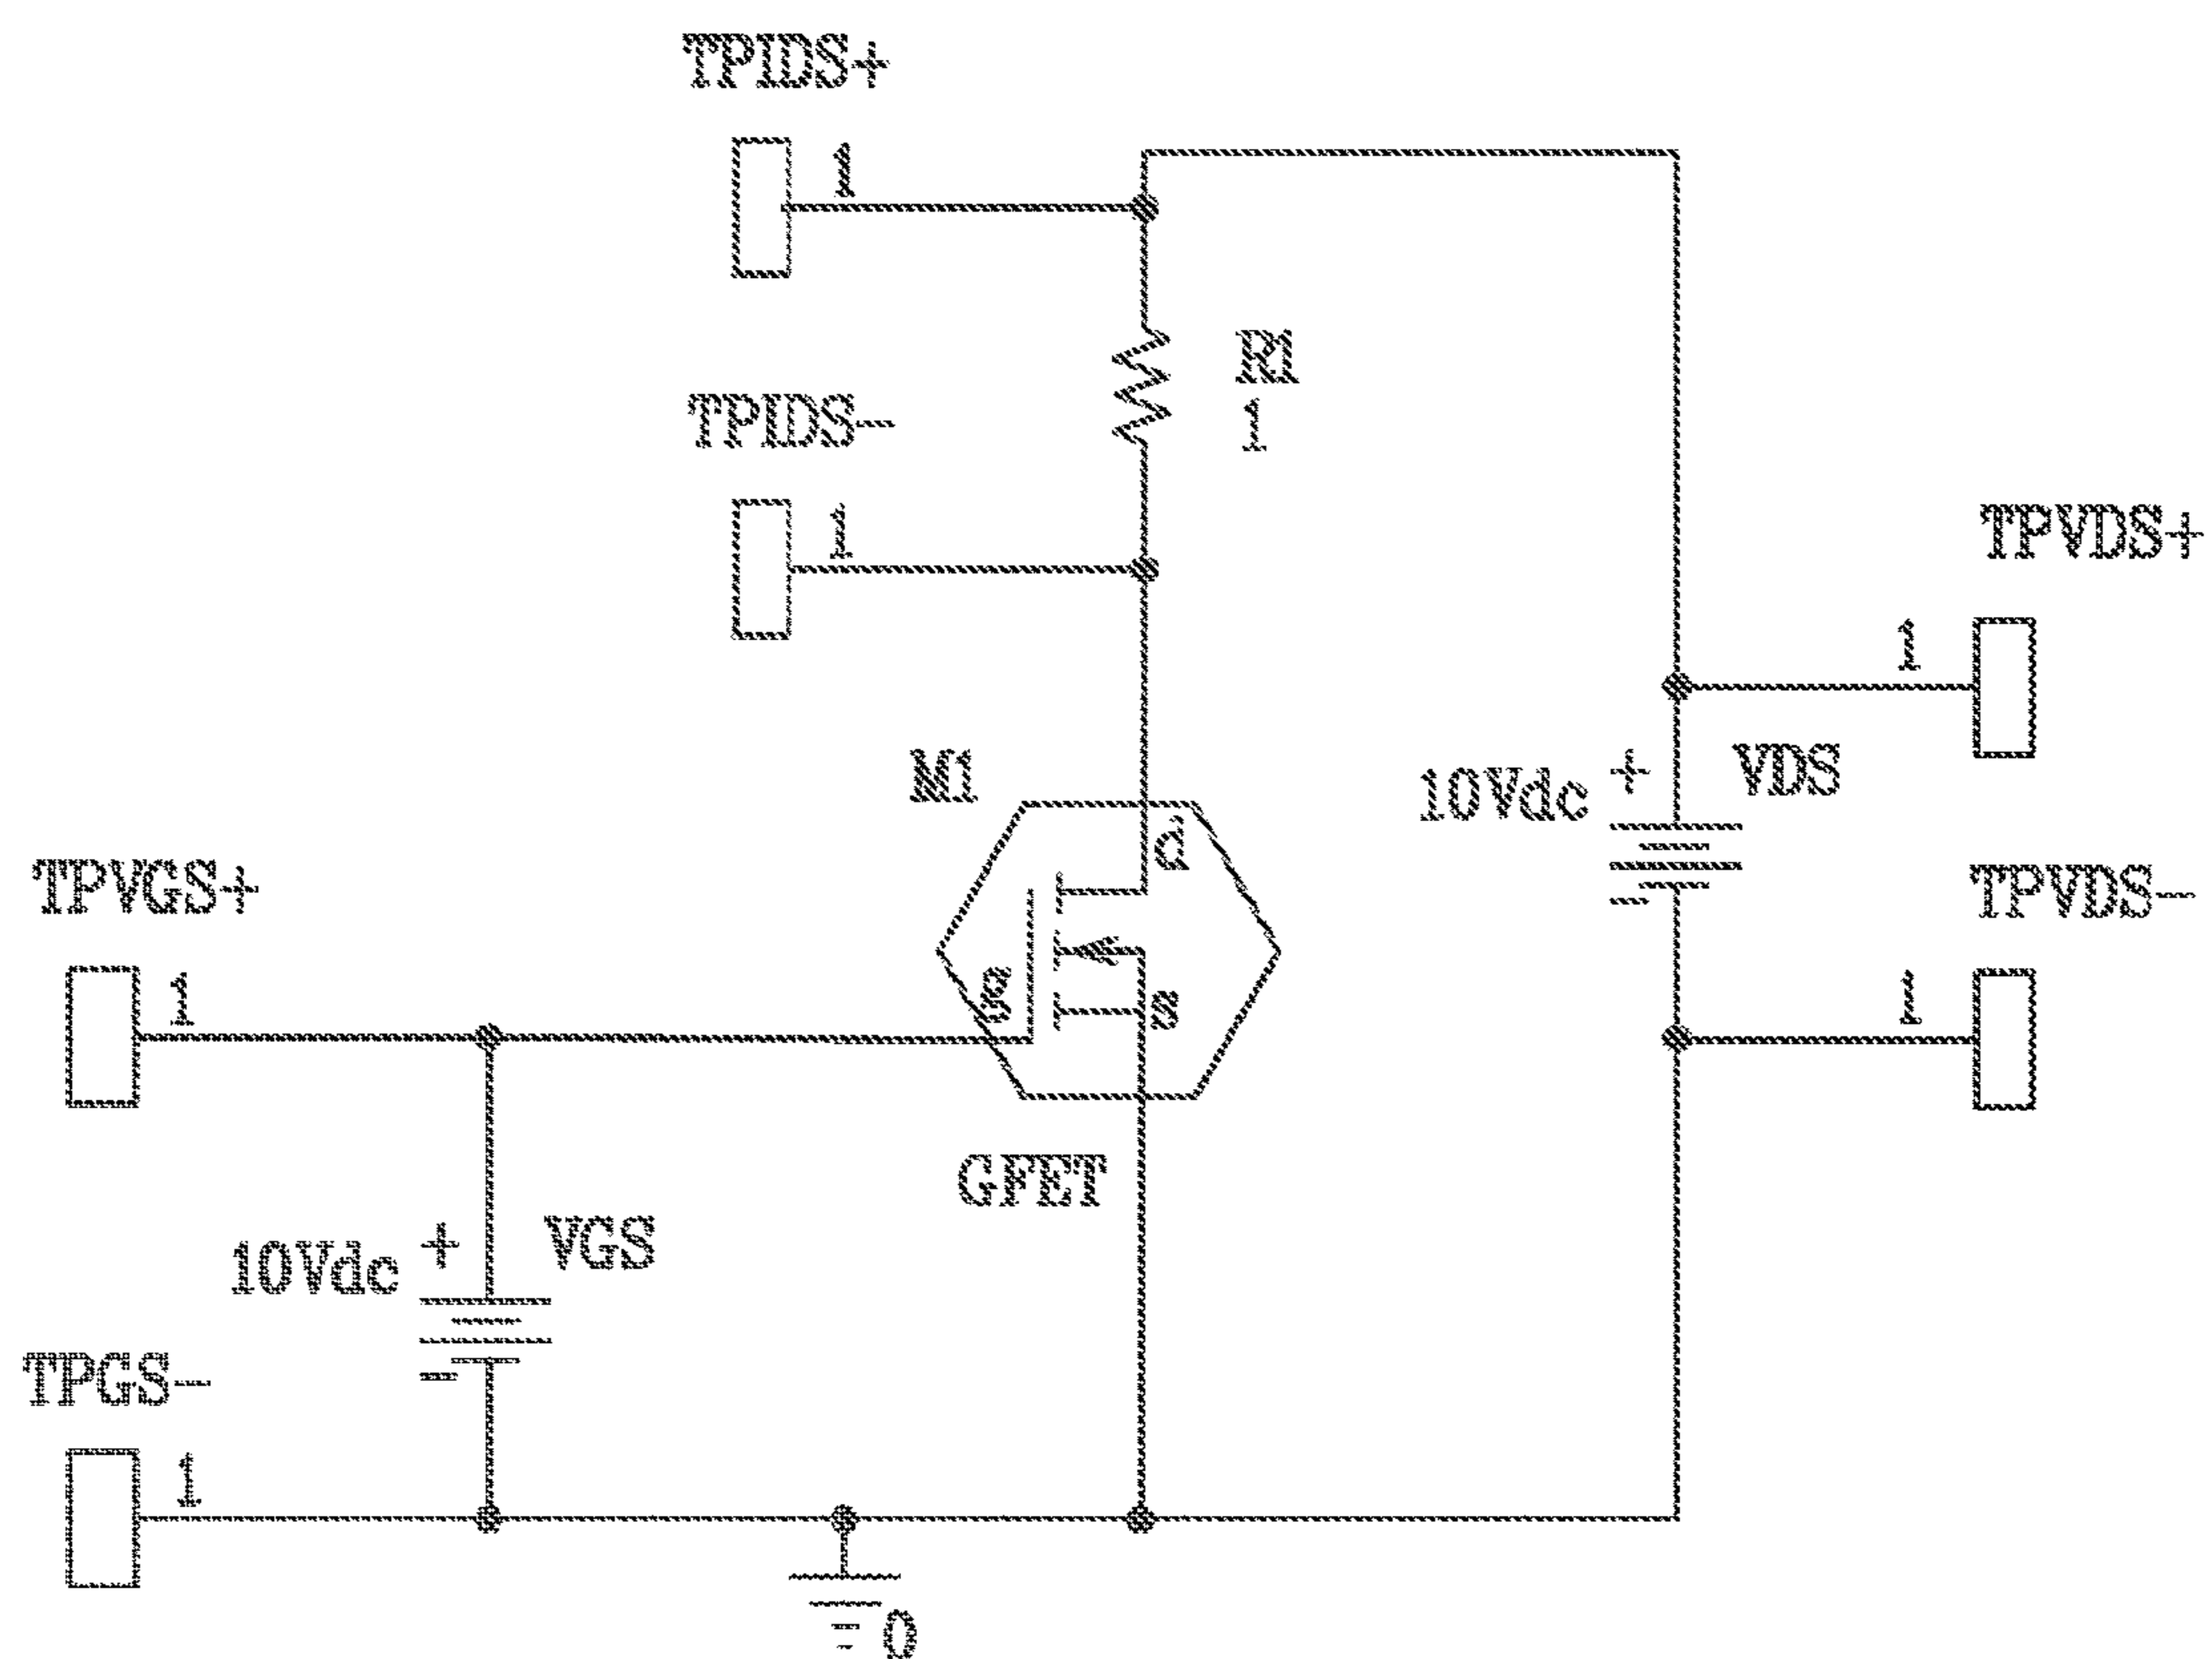 TPIDS+
1
R1
1
TPIDS-
1
TPVDS+
1
M1
d
g
s
GFET
10Vdc
+
VDS
-
TPVDS-
1
TPVGS+
1
10Vdc
+
VGS
-
TPGS-
1
0